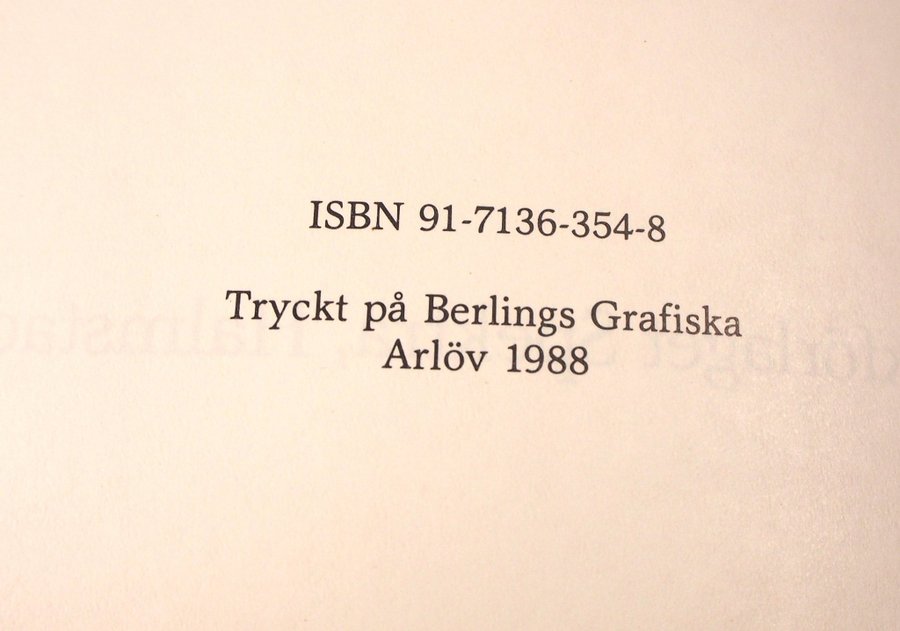 ISBN 91-7136-354-8
Tryckt på Berlings Grafiska
Arlöv 1988